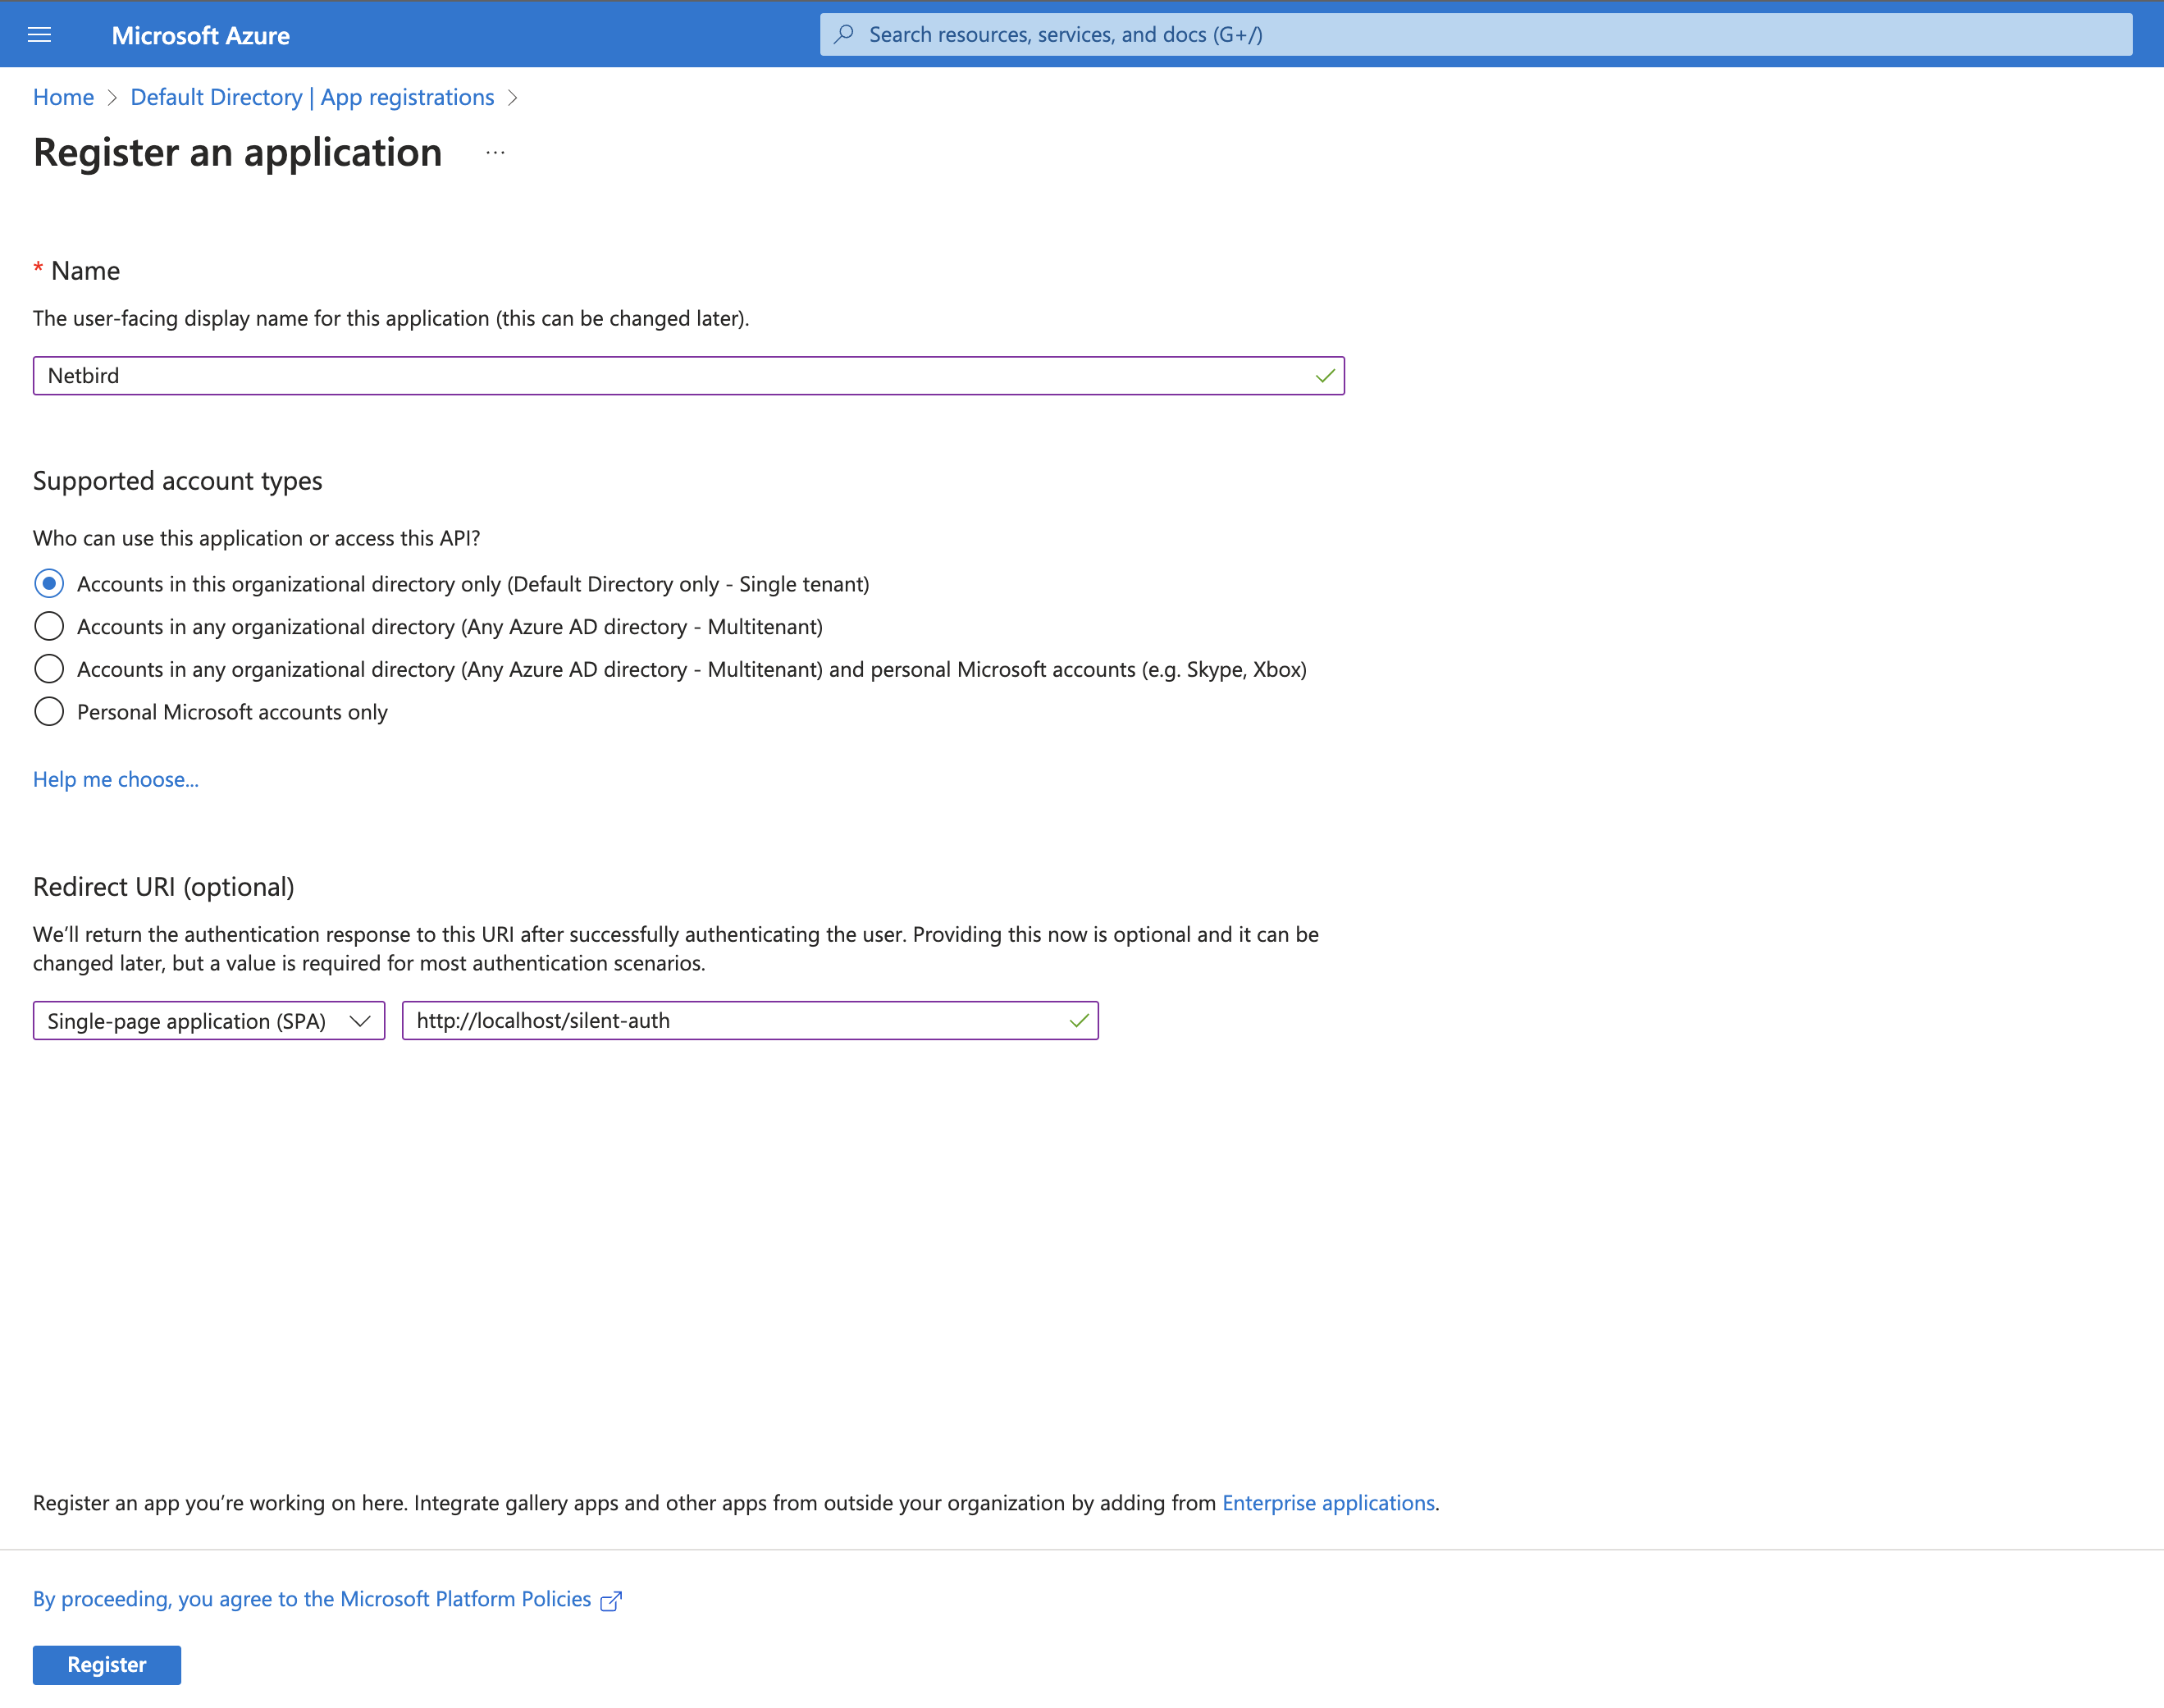 Microsoft Azure
Search resources, services, and docs (G+/)
Home > Default Directory | App registrations >
Register an application ...
* Name
The user-facing display name for this application (this can be changed later).
Netbird
Supported account types
Who can use this application or access this API?
Accounts in this organizational directory only (Default Directory only - Single tenant)
Accounts in any organizational directory (Any Azure AD directory - Multitenant)
Accounts in any organizational directory (Any Azure AD directory - Multitenant) and personal Microsoft accounts (e.g. Skype, Xbox)
Personal Microsoft accounts only
Help me choose...
Redirect URI (optional)
We’ll return the authentication response to this URI after successfully authenticating the user. Providing this now is optional and it can be
changed later, but a value is required for most authentication scenarios.
Single-page application (SPA) http://localhost/silent-auth
Register an app you’re working on here. Integrate gallery apps and other apps from outside your organization by adding from Enterprise applications.
By proceeding, you agree to the Microsoft Platform Policies
Register